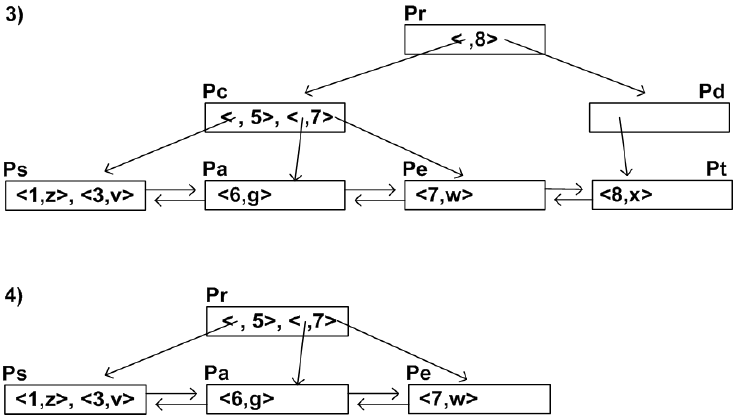 3)
Pr
< ,8>
Pc Pd
< , 5>, < ,7>
Ps Pa Pe Pt
<1,z>, <3,v> <6,g> <7,w> <8,x>
4)
Pr
< , 5>, < ,7>
Ps Pa Pe
<1,z>, <3,v> <6,g> <7,w>